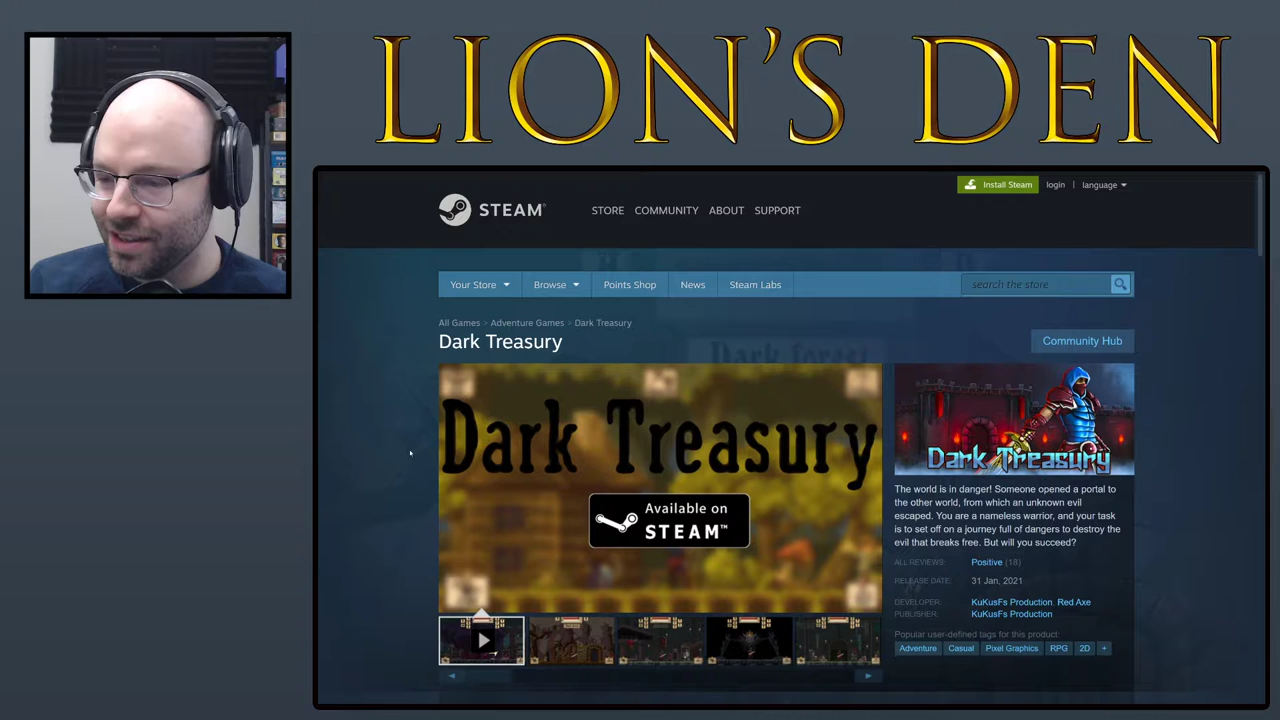 LION'S DEN
Install Steam
login | language
STEAM®
STORE COMMUNITY ABOUT SUPPORT
Your Store Browse Points Shop News Steam Labs
search the store
All Games > Adventure Games > Dark Treasury
Dark Treasury
Community Hub
Dark forest
Dark Treasury
Available on
STEAM™
Dark Treasury
The world is in danger! Someone opened a portal to
the other world, from which an unknown evil
escaped. You are a nameless warrior, and your task
is to set off on a journey full of dangers to destroy the
evil that breaks free. But will you succeed?
ALL REVIEWS: Positive (18)
RELEASE DATE: 31 Jan, 2021
DEVELOPER: KuKusFs Production, Red Axe
PUBLISHER: KuKusFs Production
Popular user-defined tags for this product:
Adventure Casual Pixel Graphics RPG 2D +